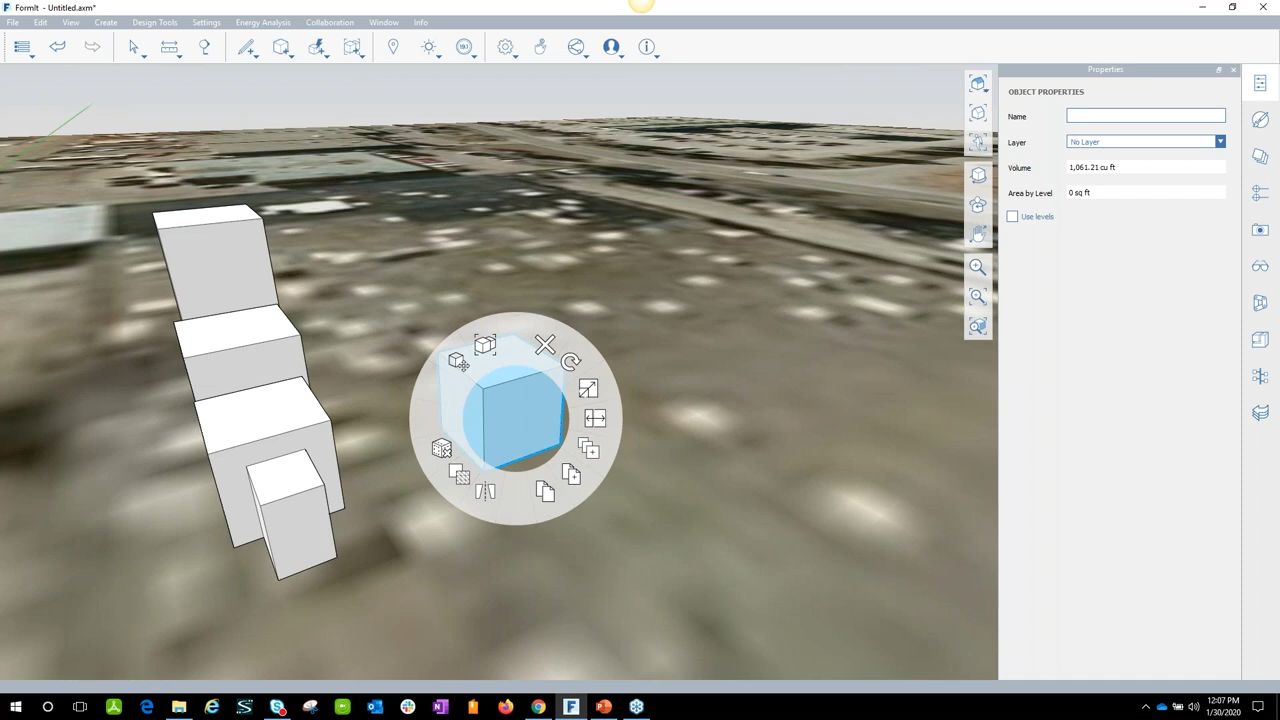 FormIt - Untitled.axm*
File Edit View Create Design Tools Settings Energy Analysis Collaboration Window Info
19.1
Properties
OBJECT PROPERTIES
Name
Layer No Layer
Volume 1,061.21 cu ft
Area by Level 0 sq ft
Use levels
12:07 PM
1/30/2020